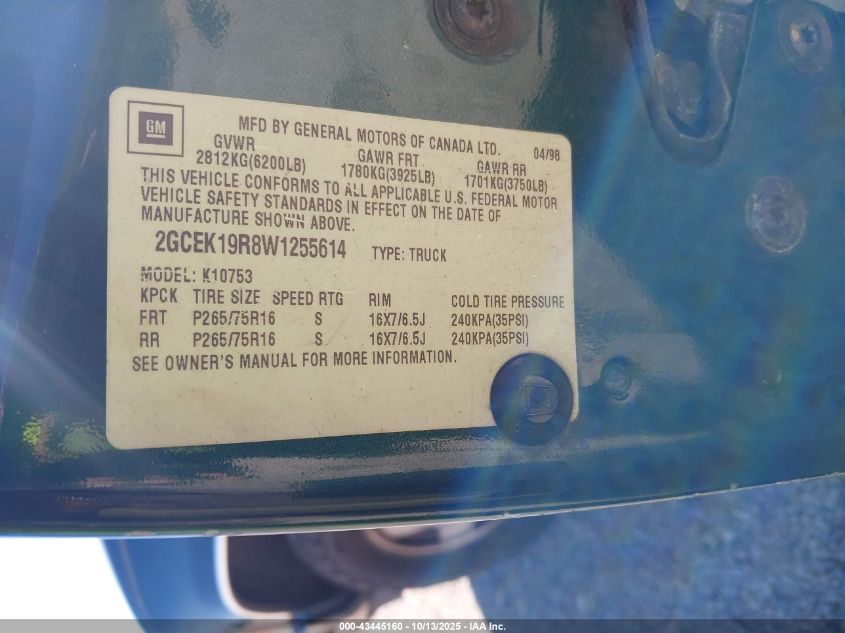 GM
MFD BY GENERAL MOTORS OF CANADA LTD. 04/98
GVWR GAWR FRT GAWR RR
2812KG(6200LB) 1780KG(3925LB) 1701KG(3750LB)
THIS VEHICLE CONFORMS TO ALL APPLICABLE U.S. FEDERAL MOTOR
VEHICLE SAFETY STANDARDS IN EFFECT ON THE DATE OF
MANUFACTURE SHOWN ABOVE.
2GCEK19R8W1255614 TYPE: TRUCK
MODEL: K10753
KPCK TIRE SIZE SPEED RTG RIM COLD TIRE PRESSURE
FRT P265/75R16 S 16X7/6.5J 240KPA(35PSI)
RR P265/75R16 S 16X7/6.5J 240KPA(35PSI)
SEE OWNER'S MANUAL FOR MORE INFORMATION.
000-43445160 - 10/13/2025 - IAA Inc.